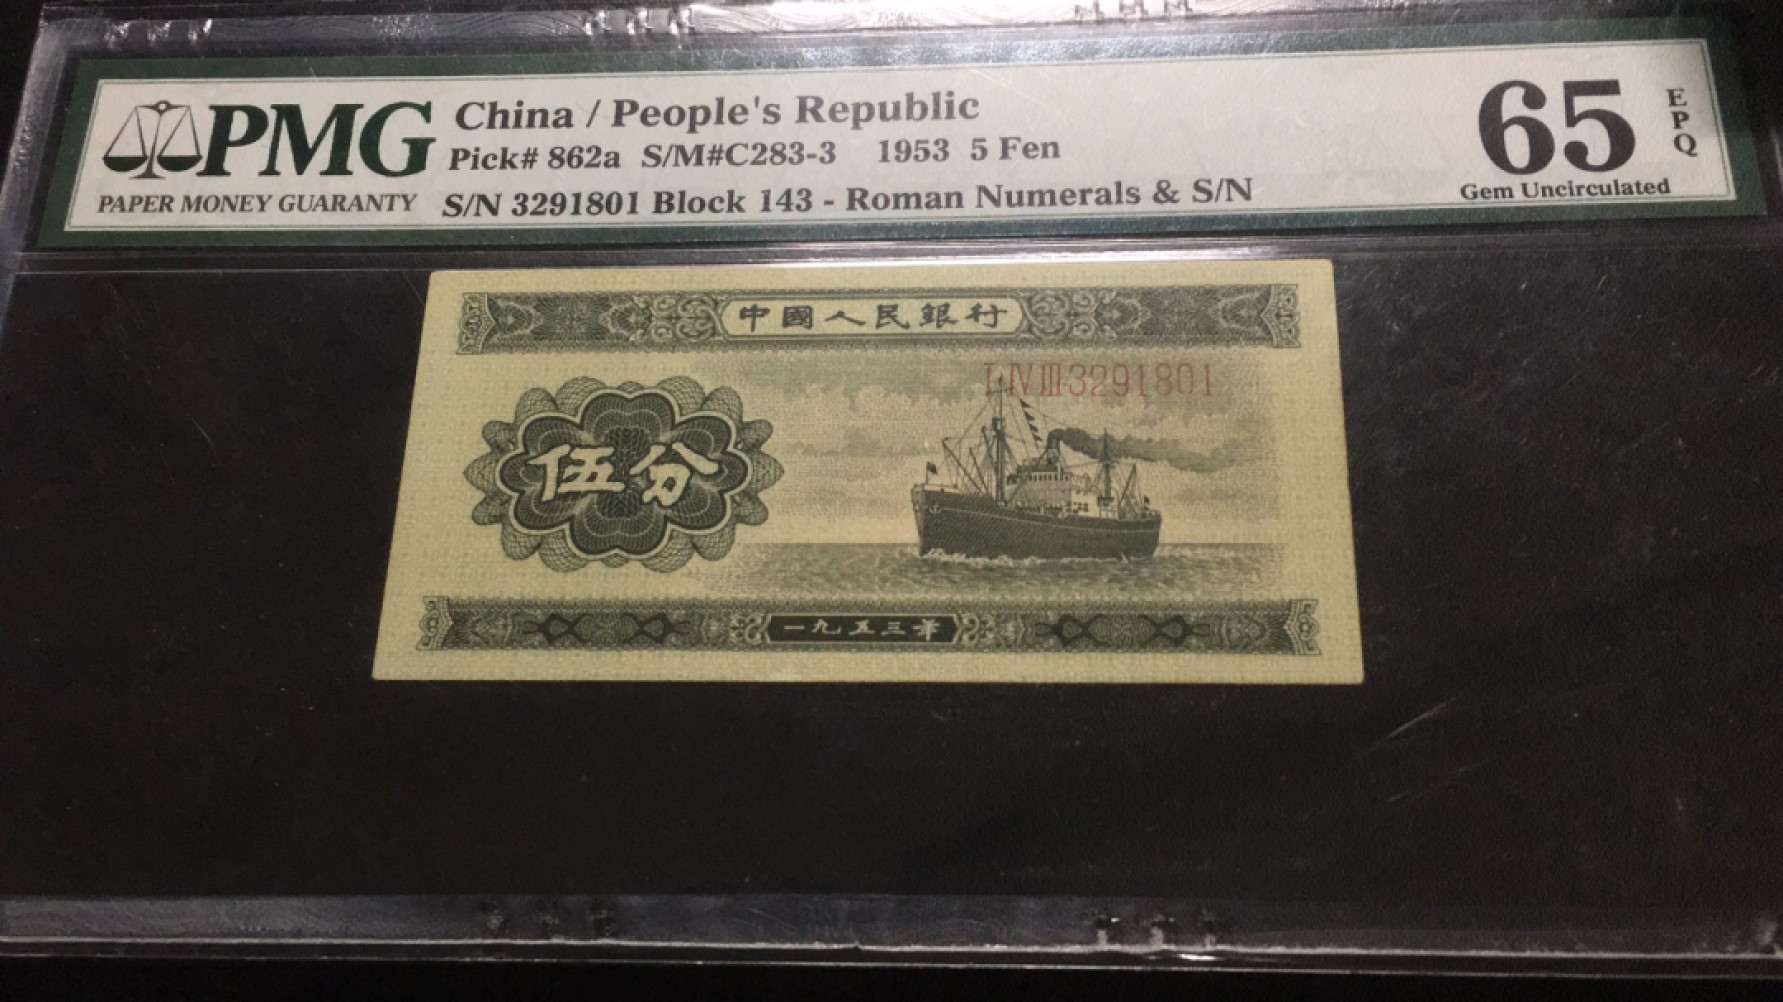 PMG
PAPER MONEY GUARANTY
China / People's Republic
Pick# 862a S/M#C283-3 1953 5 Fen
S/N 3291801 Block 143 - Roman Numerals & S/N
65
EPQ
Gem Uncirculated
中國人民銀行
I IV III 3291801
伍分
一九五三年